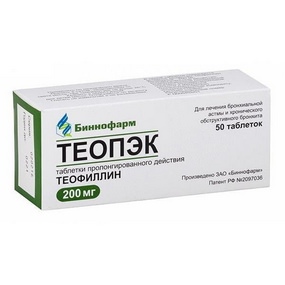 Биннофарм
Для лечения бронхиальной
астмы и хронического
обструктивного бронхита
50 таблеток
ТЕОПЭК
таблетки пролонгированного действия
ТЕОФИЛЛИН
200 мг
Произведено ЗАО «Биннофарм»
Патент РФ №2097036